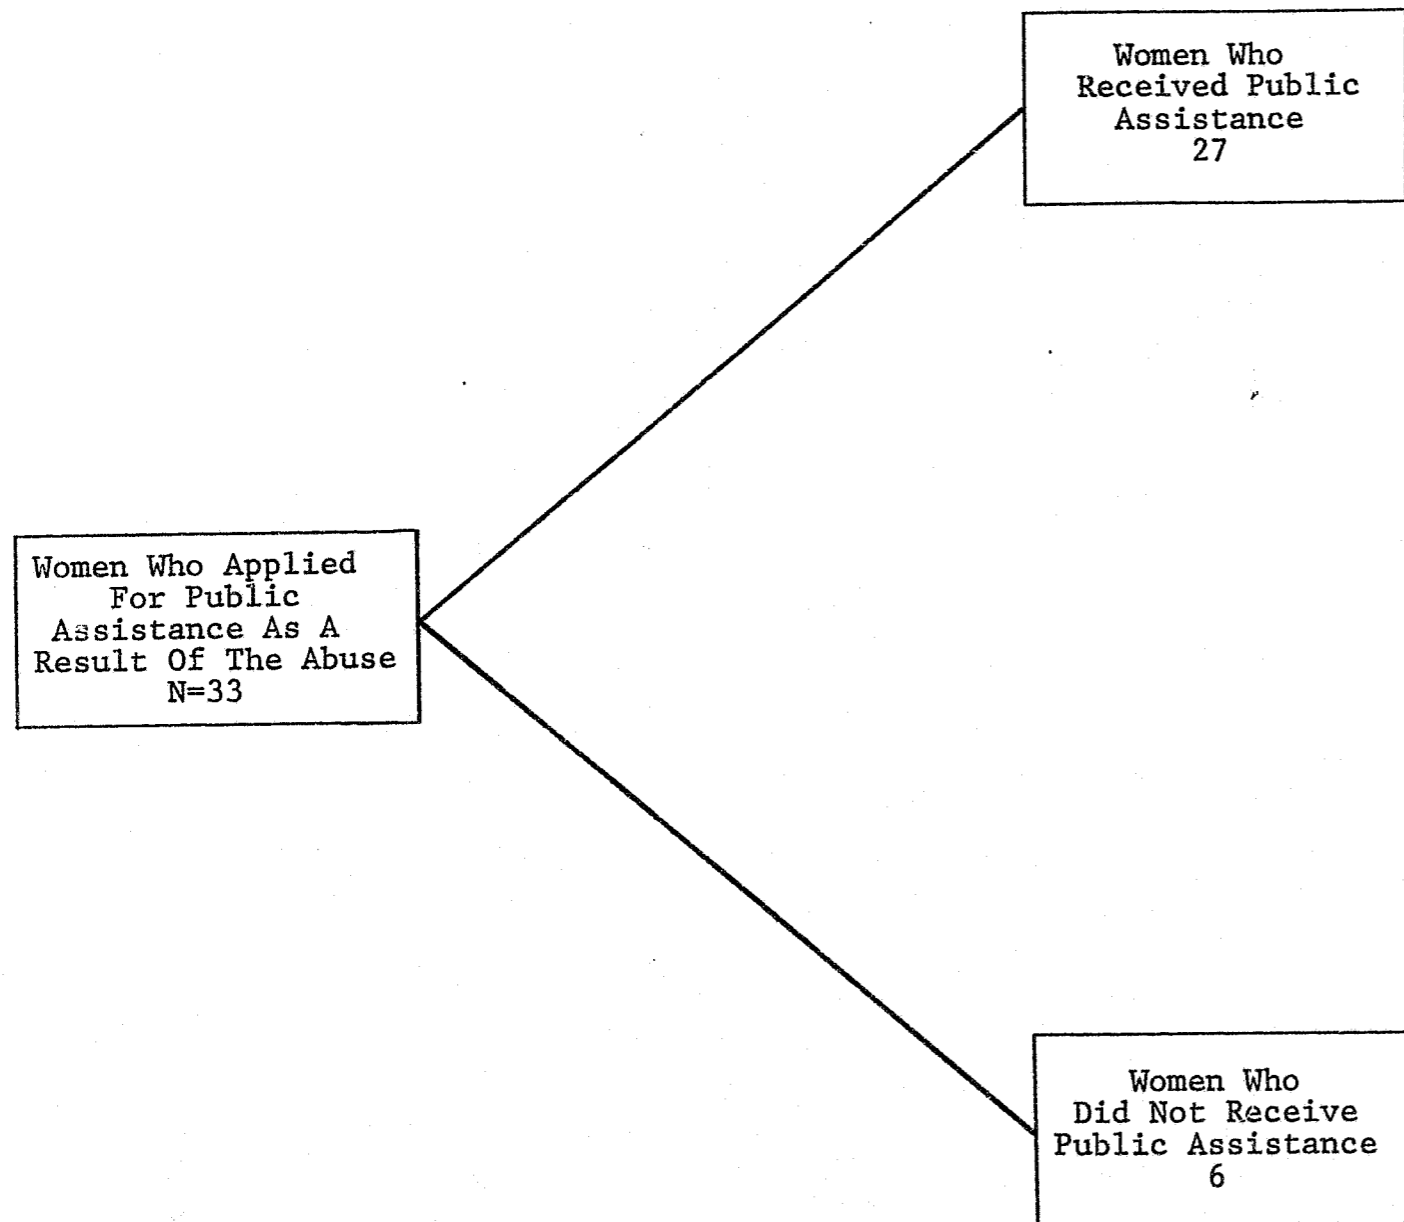 Women Who
Received Public
Assistance
27
Women Who Applied
For Public
Assistance As A
Result Of The Abuse
N=33
Women Who
Did Not Receive
Public Assistance
6